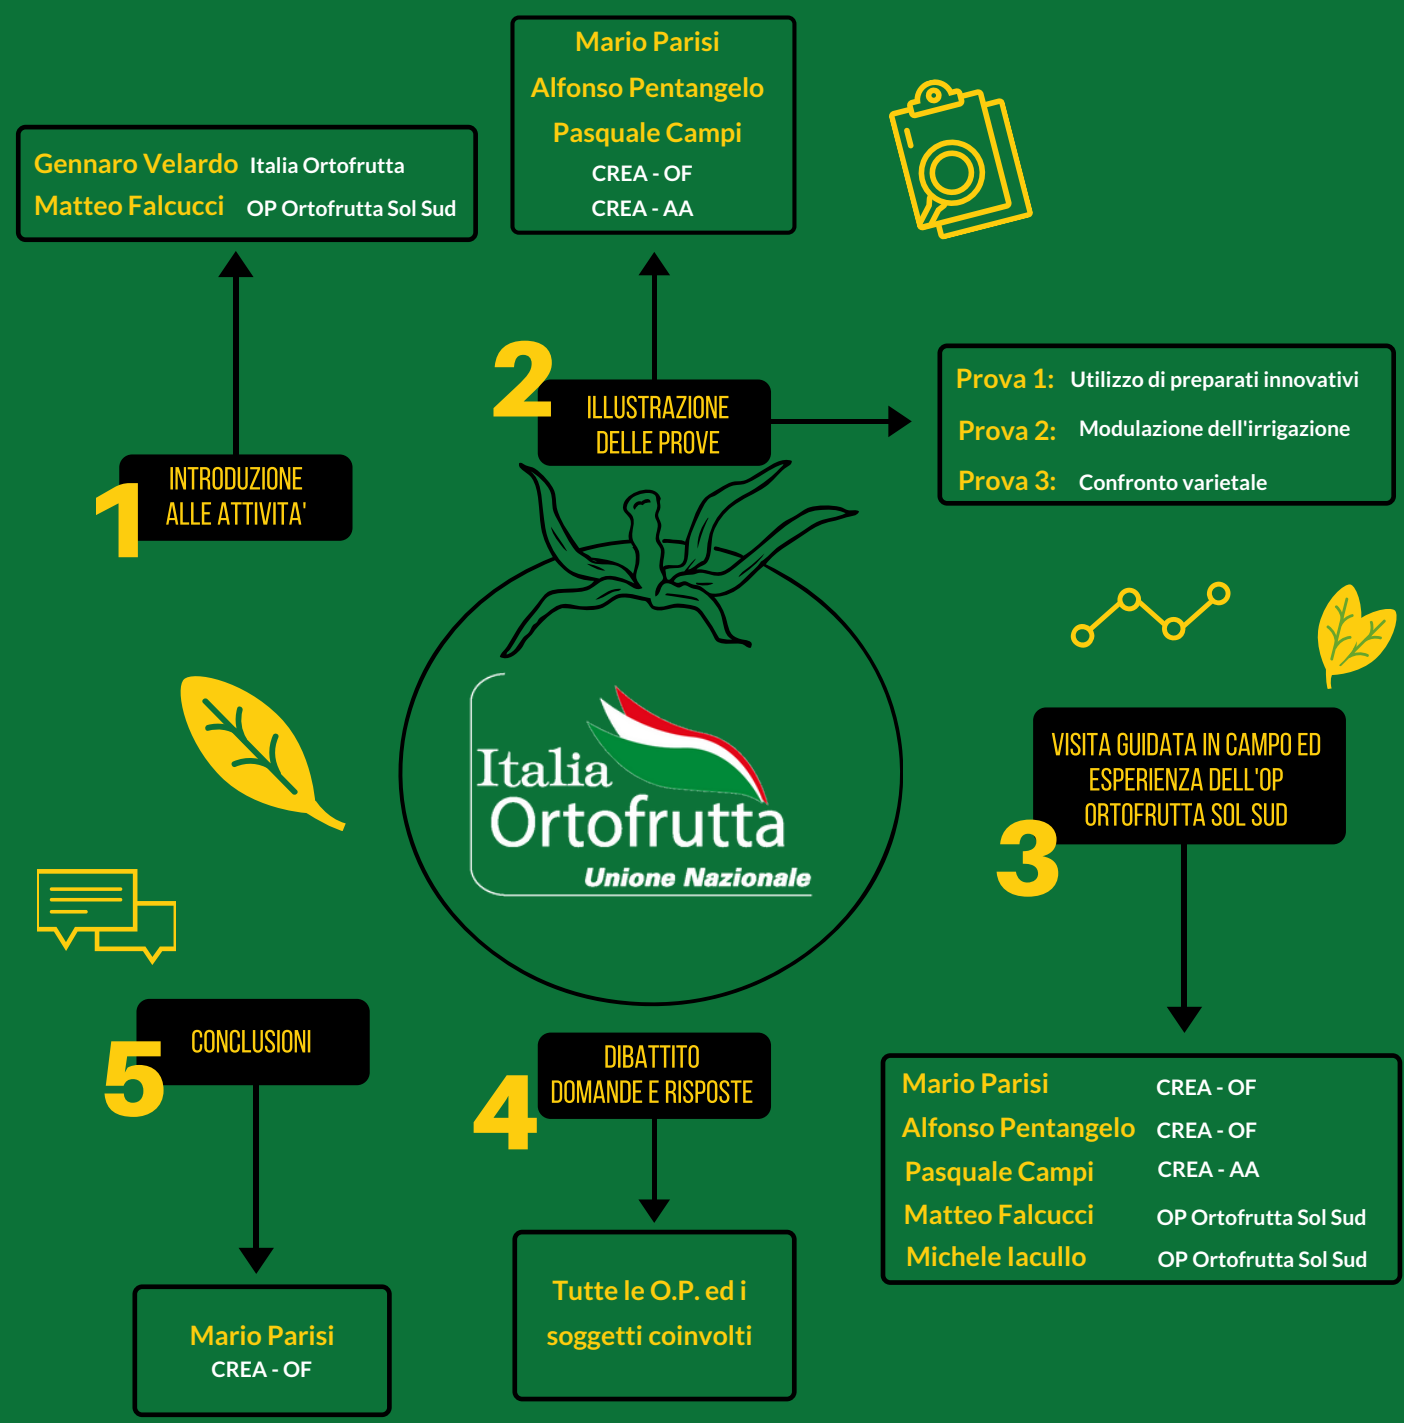 1
INTRODUZIONE
ALLE ATTIVITA'
Gennaro Velardo Italia Ortofrutta
Matteo Falcucci OP Ortofrutta Sol Sud
2
ILLUSTRAZIONE
DELLE PROVE
Mario Parisi
Alfonso Pentangelo
Pasquale Campi
CREA - OF
CREA - AA
Prova 1: Utilizzo di preparati innovativi
Prova 2: Modulazione dell'irrigazione
Prova 3: Confronto varietale
Italia
Ortofrutta
Unione Nazionale
3
VISITA GUIDATA IN CAMPO ED
ESPERIENZA DELL'OP
ORTOFRUTTA SOL SUD
Mario Parisi CREA - OF
Alfonso Pentangelo CREA - OF
Pasquale Campi CREA - AA
Matteo Falcucci OP Ortofrutta Sol Sud
Michele Iacullo OP Ortofrutta Sol Sud
4
DIBATTITO
DOMANDE E RISPOSTE
Tutte le O.P. ed i
soggetti coinvolti
5
CONCLUSIONI
Mario Parisi
CREA - OF